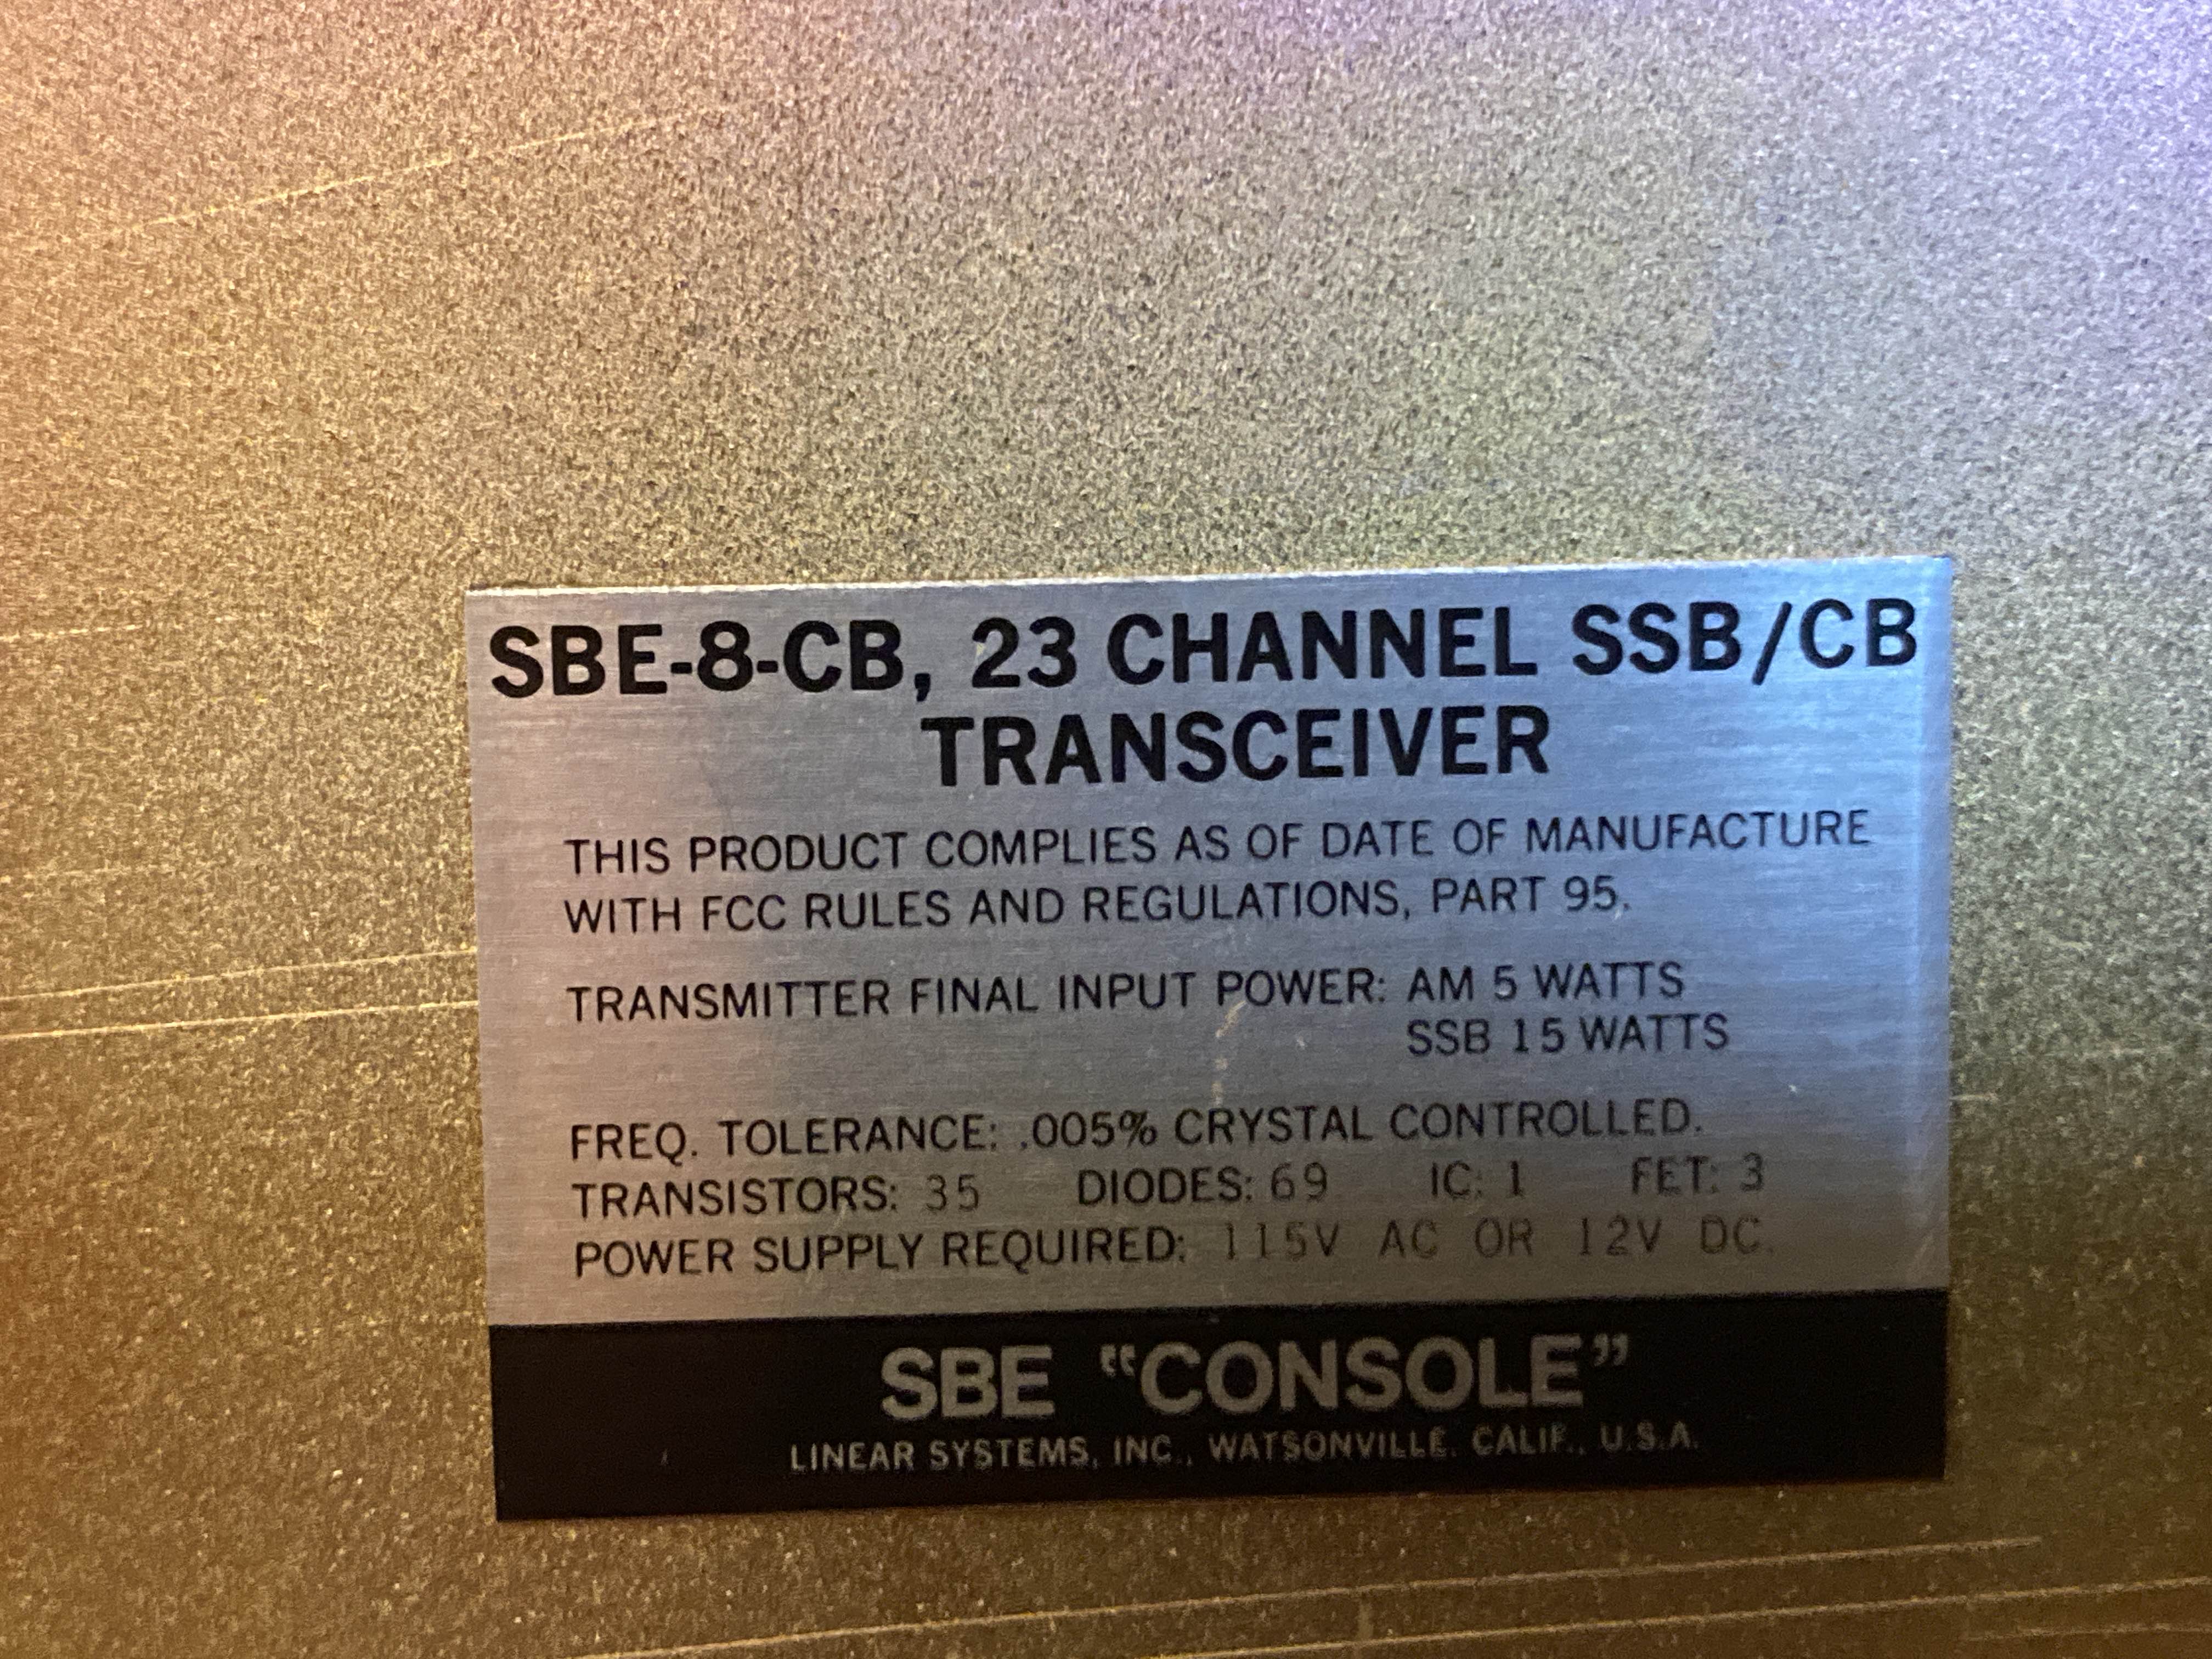 SBE-8-CB, 23 CHANNEL SSB/CB
TRANSCEIVER
THIS PRODUCT COMPLIES AS OF DATE OF MANUFACTURE
WITH FCC RULES AND REGULATIONS, PART 95.
TRANSMITTER FINAL INPUT POWER: AM 5 WATTS
SSB 15 WATTS
FREQ. TOLERANCE: .005% CRYSTAL CONTROLLED.
TRANSISTORS: 35 DIODES: 69 IC: 1 FET: 3
POWER SUPPLY REQUIRED: 115V AC OR 12V DC.
SBE “CONSOLE”
LINEAR SYSTEMS, INC., WATSONVILLE, CALIF., U.S.A.